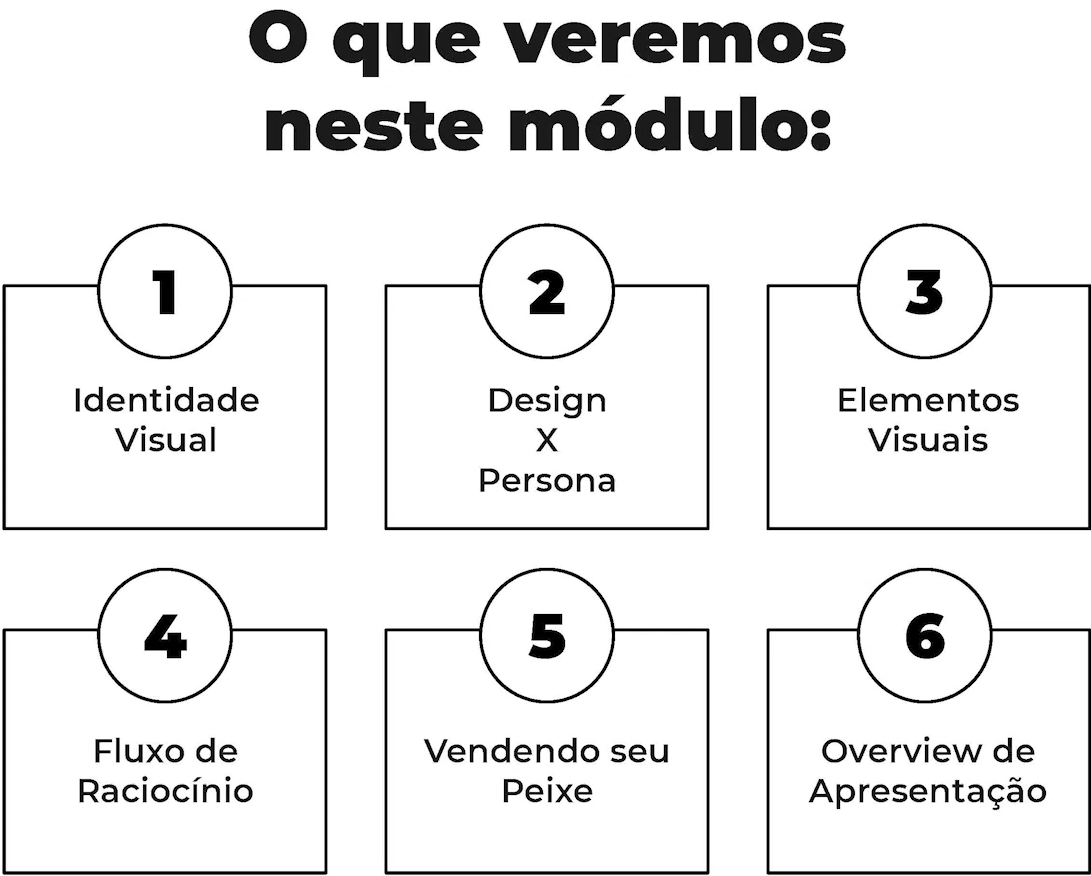 O que veremos
neste módulo:
1
Identidade
Visual
2
Design
X
Persona
3
Elementos
Visuais
4
Fluxo de
Raciocínio
5
Vendendo seu
Peixe
6
Overview de
Apresentação